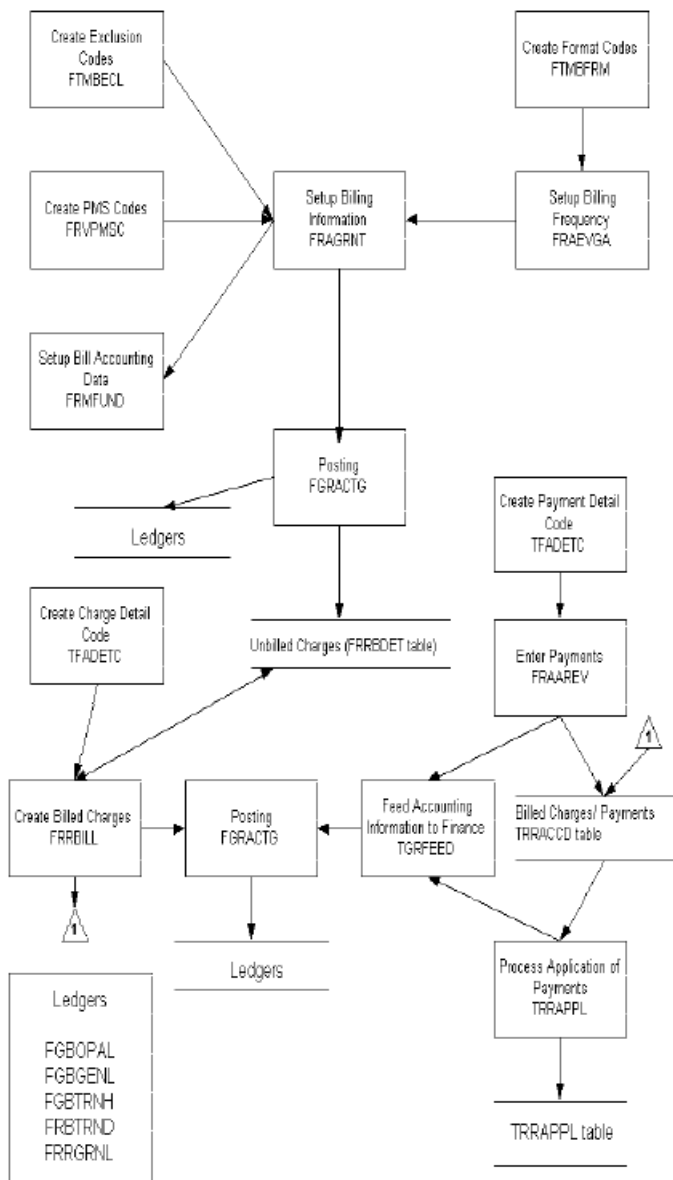 Create Exclusion
Codes
FTMBECL
Create Format Codes
FTMBFRM
Create PMS Codes
FRVPMSC
Setup Billing
Information
FRAGRNT
Setup Billing
Frequency
FRAEVGA
Setup Bill Accounting
Data
FRMFUND
Posting
FGRACTG
Ledgers
Create Payment Detail
Code
TFADETC
Create Charge Detail
Code
TFADETC
Unbilled Charges (FRRBDET table)
Enter Payments
FRAAREV
1
Create Billed Charges
FRRBILL
Posting
FGRACTG
Feed Accounting
Information to Finance
TGRFEED
Billed Charges/ Payments
TRRACCD table
1
Ledgers
Process Application of
Payments
TRRAPPL
Ledgers
FGBOPAL
FGBGENL
FGBTRNH
FRBTRND
FRRGRNL
TRRAPPL table